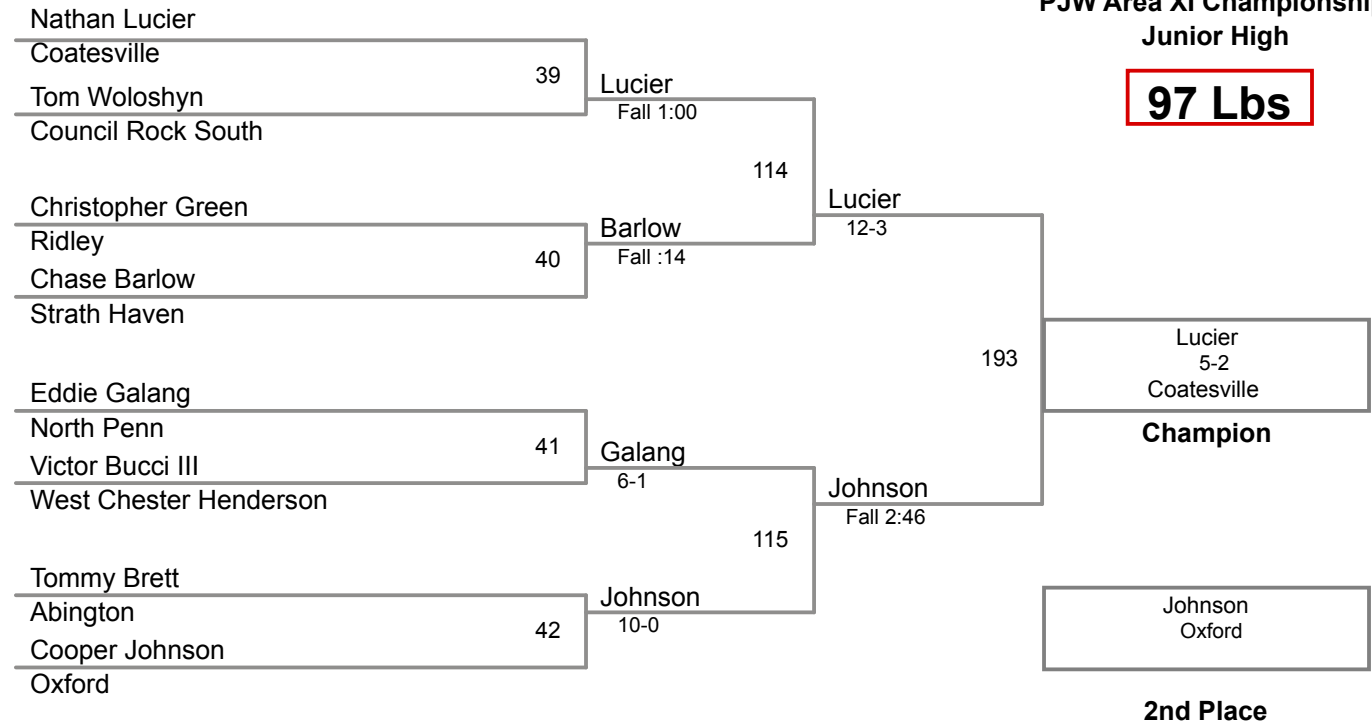 PJW Area XI Championshi
Junior High
97 Lbs
Nathan Lucier
Coatesville
39
Tom Woloshyn
Council Rock South
Lucier
Fall 1:00
114
Christopher Green
Ridley
40
Chase Barlow
Strath Haven
Barlow
Fall :14
Lucier
12-3
193
Eddie Galang
North Penn
41
Victor Bucci III
West Chester Henderson
Galang
6-1
115
Tommy Brett
Abington
42
Cooper Johnson
Oxford
Johnson
10-0
Johnson
Fall 2:46
Lucier
5-2
Coatesville
Champion
Johnson
Oxford
2nd Place